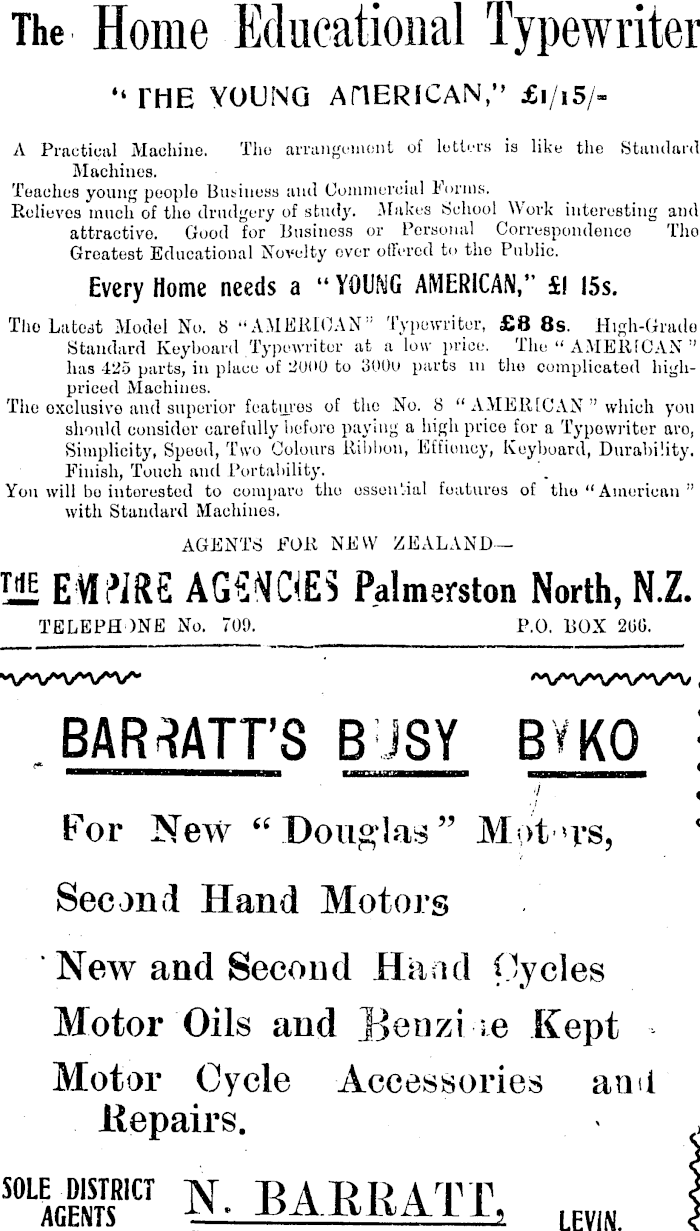 The Home Educational Typewriter
“THE YOUNG AMERICAN,” £1/15/-
A Practical Machine. The arrangement of letters is like the Standard
Machines.
Teaches young people Business and Commercial Forms.
Relieves much of the drudgery of study. Makes School Work interesting and
attractive. Good for Business or Personal Correspondence The
Greatest Educational Novelty ever offered to the Public.
Every Home needs a “YOUNG AMERICAN,” £1 15s.
The Latest Model No. 8 “AMERICAN” Typewriter, £8 8s. High-Grade
Standard Keyboard Typewriter at a low price. The “AMERICAN”
has 425 parts, in place of 2000 to 3000 parts in the complicated high-
priced Machines.
The exclusive and superior features of the No. 8 “AMERICAN” which you
should consider carefully before paying a high price for a Typewriter are,
Simplicity, Speed, Two Colours Ribbon, Effiency, Keyboard, Durability.
Finish, Touch and Portability.
You will be interested to compare the essential features of the “American”
with Standard Machines.
AGENTS FOR NEW ZEALAND—
THE EMPIRE AGENCIES Palmerston North, N.Z.
TELEPHONE No. 709. P.O. BOX 266.
BARRATT'S BUSY BYKO
For New “Douglas” Motors,
Second Hand Motors
New and Second Hand Cycles
Motor Oils and Benzine Kept
Motor Cycle Accessories and
Repairs.
SOLE DISTRICT
AGENTS
N. BARRATT,
LEVIN.